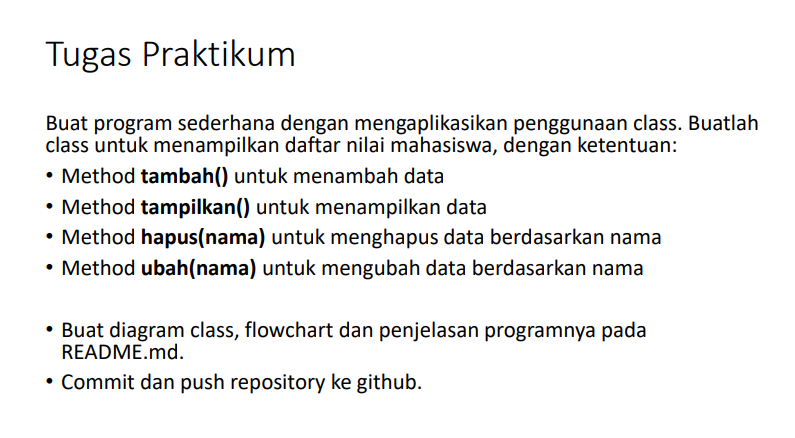 Tugas Praktikum
Buat program sederhana dengan mengaplikasikan penggunaan class. Buatlah
class untuk menampilkan daftar nilai mahasiswa, dengan ketentuan:
• Method tambah() untuk menambah data
• Method tampilkan() untuk menampilkan data
• Method hapus(nama) untuk menghapus data berdasarkan nama
• Method ubah(nama) untuk mengubah data berdasarkan nama
• Buat diagram class, flowchart dan penjelasan programnya pada
README.md.
• Commit dan push repository ke github.